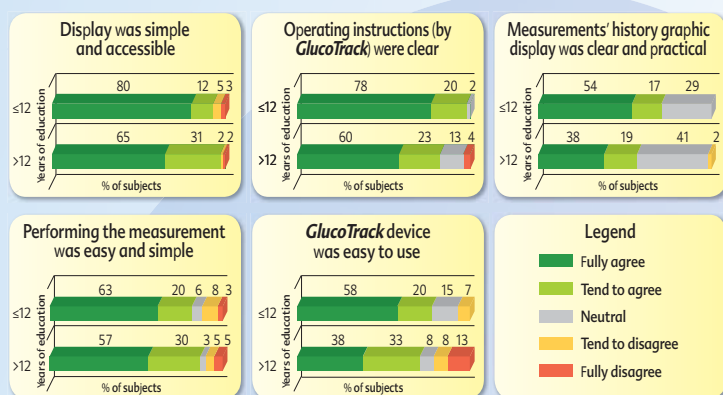 Display was simple
and accessible
80 12 5 3
≤12
65 31 2 2
>12
Years of education
% of subjects
Operating instructions (by
GlucoTrack) were clear
78 20 2
≤12
60 23 13 4
>12
Years of education
% of subjects
Measurements' history graphic
display was clear and practical
54 17 29
≤12
38 19 41 2
>12
Years of education
% of subjects
Performing the measurement
was easy and simple
63 20 6 8 3
≤12
57 30 3 5 5
>12
Years of education
% of subjects
GlucoTrack device
was easy to use
58 20 15 7
≤12
38 33 8 8 13
>12
Years of education
% of subjects
Legend
Fully agree
Tend to agree
Neutral
Tend to disagree
Fully disagree